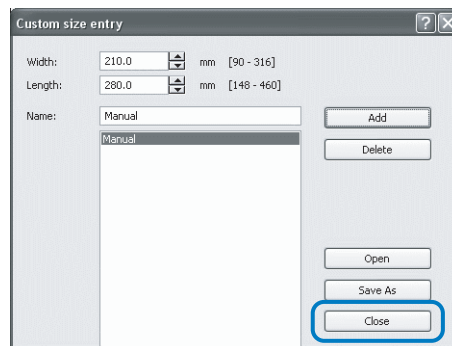 Custom size entry
Width: 210.0 mm [90 - 316]
Length: 280.0 mm [148 - 460]
Name: Manual Add
Manual
Delete
Open
Save As
Close